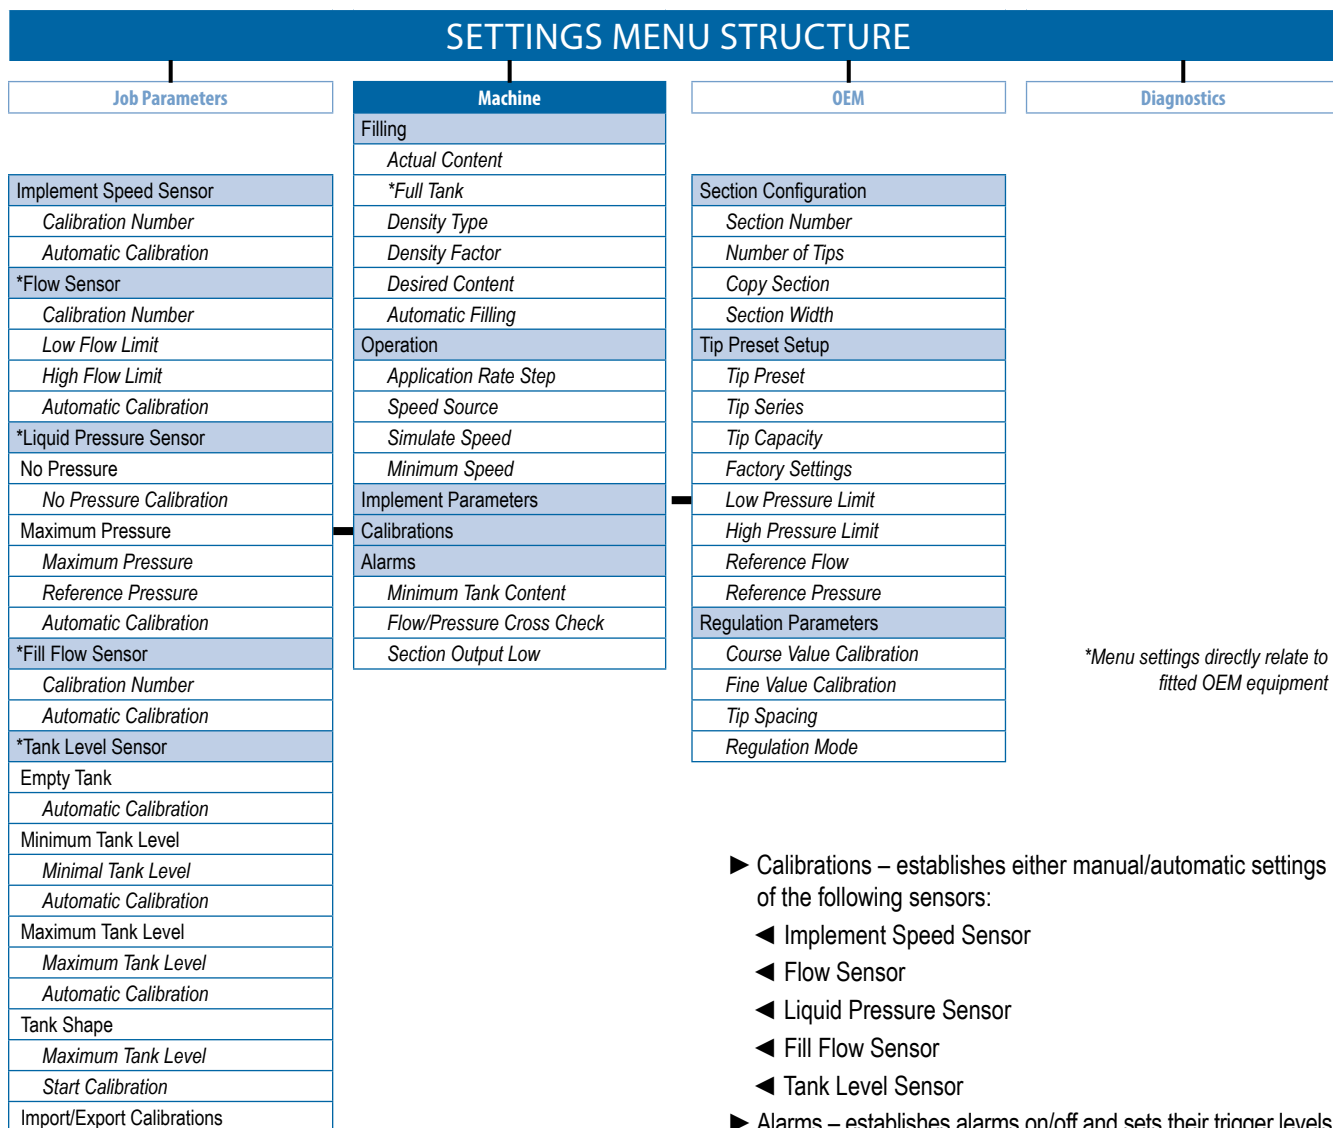 SETTINGS MENU STRUCTURE
Job Parameters
Machine
OEM
Diagnostics
Implement Speed Sensor
Calibration Number
Automatic Calibration
*Flow Sensor
Calibration Number
Low Flow Limit
High Flow Limit
Automatic Calibration
*Liquid Pressure Sensor
No Pressure
No Pressure Calibration
Maximum Pressure
Maximum Pressure
Reference Pressure
Automatic Calibration
*Fill Flow Sensor
Calibration Number
Automatic Calibration
*Tank Level Sensor
Empty Tank
Automatic Calibration
Minimum Tank Level
Minimal Tank Level
Automatic Calibration
Maximum Tank Level
Maximum Tank Level
Automatic Calibration
Tank Shape
Maximum Tank Level
Start Calibration
Import/Export Calibrations
Filling
Actual Content
*Full Tank
Density Type
Density Factor
Desired Content
Automatic Filling
Operation
Application Rate Step
Speed Source
Simulate Speed
Minimum Speed
Implement Parameters
Calibrations
Alarms
Minimum Tank Content
Flow/Pressure Cross Check
Section Output Low
Section Configuration
Section Number
Number of Tips
Copy Section
Section Width
Tip Preset Setup
Tip Preset
Tip Series
Tip Capacity
Factory Settings
Low Pressure Limit
High Pressure Limit
Reference Flow
Reference Pressure
Regulation Parameters
Course Value Calibration
Fine Value Calibration
Tip Spacing
Regulation Mode
*Menu settings directly relate to
fitted OEM equipment
►Calibrations – establishes either manual/automatic settings
of the following sensors:
◄Implement Speed Sensor
◄Flow Sensor
◄Liquid Pressure Sensor
◄Fill Flow Sensor
◄Tank Level Sensor
►Alarms – establishes alarms on/off and sets their trigger levels